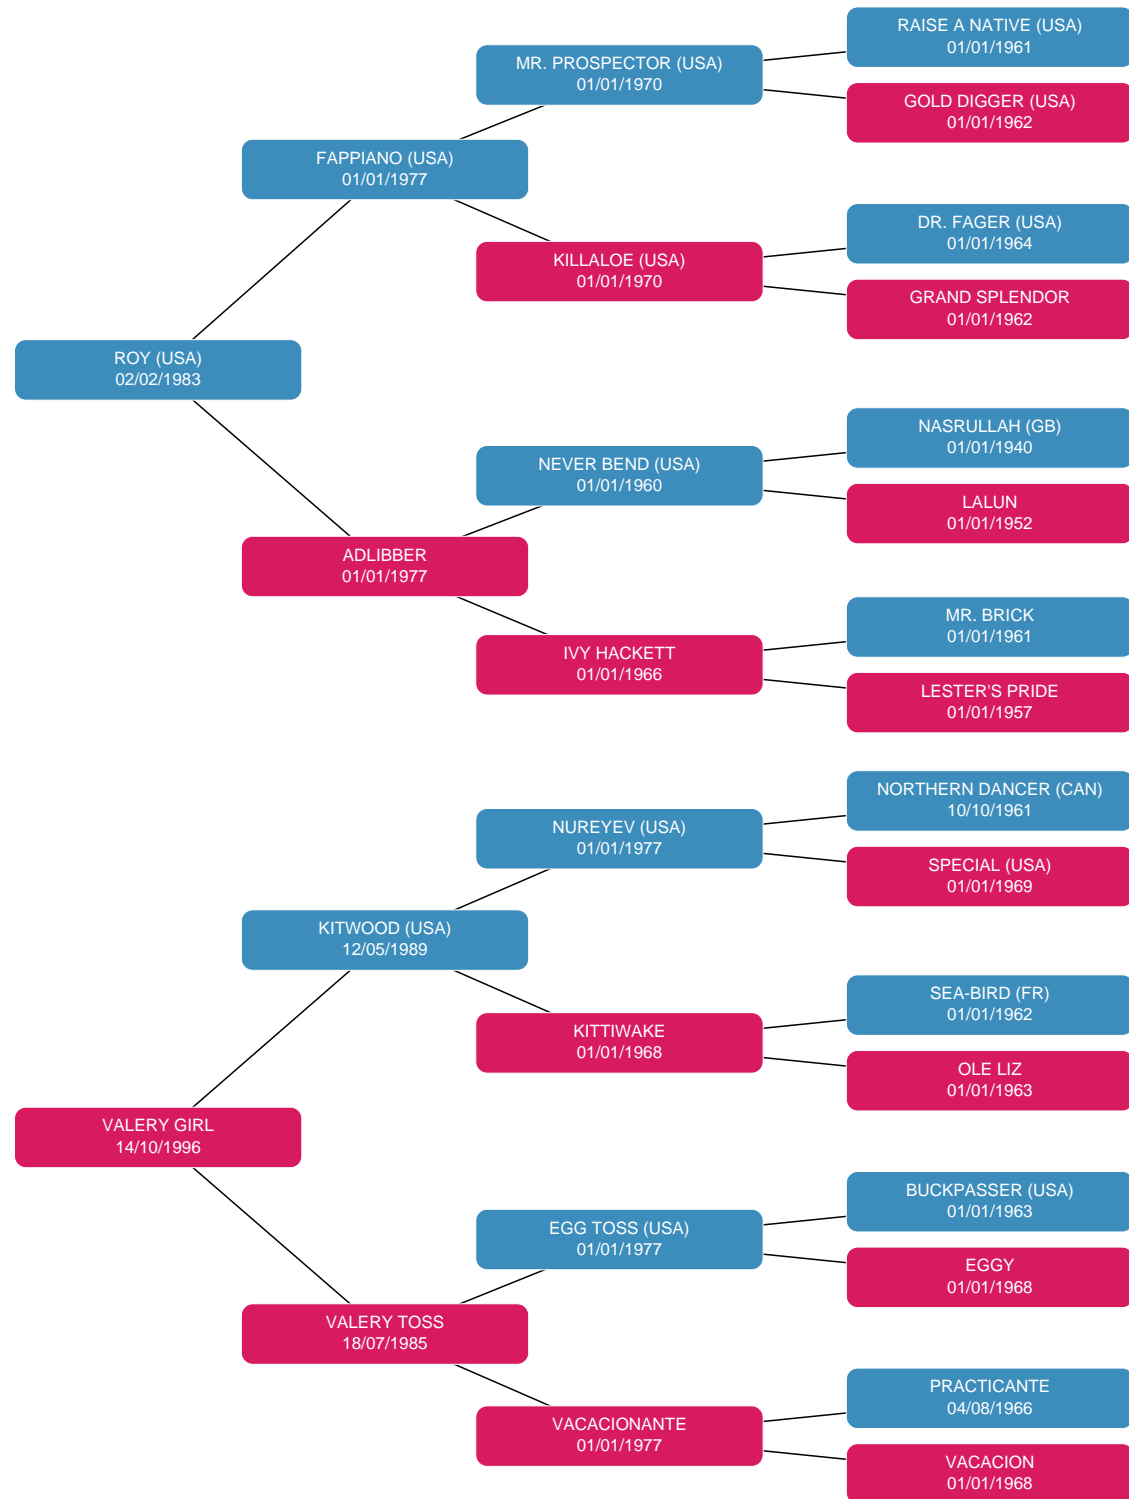 RAISE A NATIVE (USA)
01/01/1961
MR. PROSPECTOR (USA)
01/01/1970
GOLD DIGGER (USA)
01/01/1962
FAPPIANO (USA)
01/01/1977
DR. FAGER (USA)
01/01/1964
KILLALOE (USA)
01/01/1970
GRAND SPLENDOR
01/01/1962
ROY (USA)
02/02/1983
NASRULLAH (GB)
01/01/1940
NEVER BEND (USA)
01/01/1960
LALUN
01/01/1952
ADLIBBER
01/01/1977
MR. BRICK
01/01/1961
IVY HACKETT
01/01/1966
LESTER'S PRIDE
01/01/1957
NORTHERN DANCER (CAN)
10/10/1961
NUREYEV (USA)
01/01/1977
SPECIAL (USA)
01/01/1969
KITWOOD (USA)
12/05/1989
SEA-BIRD (FR)
01/01/1962
KITTIWAKE
01/01/1968
OLE LIZ
01/01/1963
VALERY GIRL
14/10/1996
BUCKPASSER (USA)
01/01/1963
EGG TOSS (USA)
01/01/1977
EGGY
01/01/1968
VALERY TOSS
18/07/1985
PRACTICANTE
04/08/1966
VACACIONANTE
01/01/1977
VACACION
01/01/1968